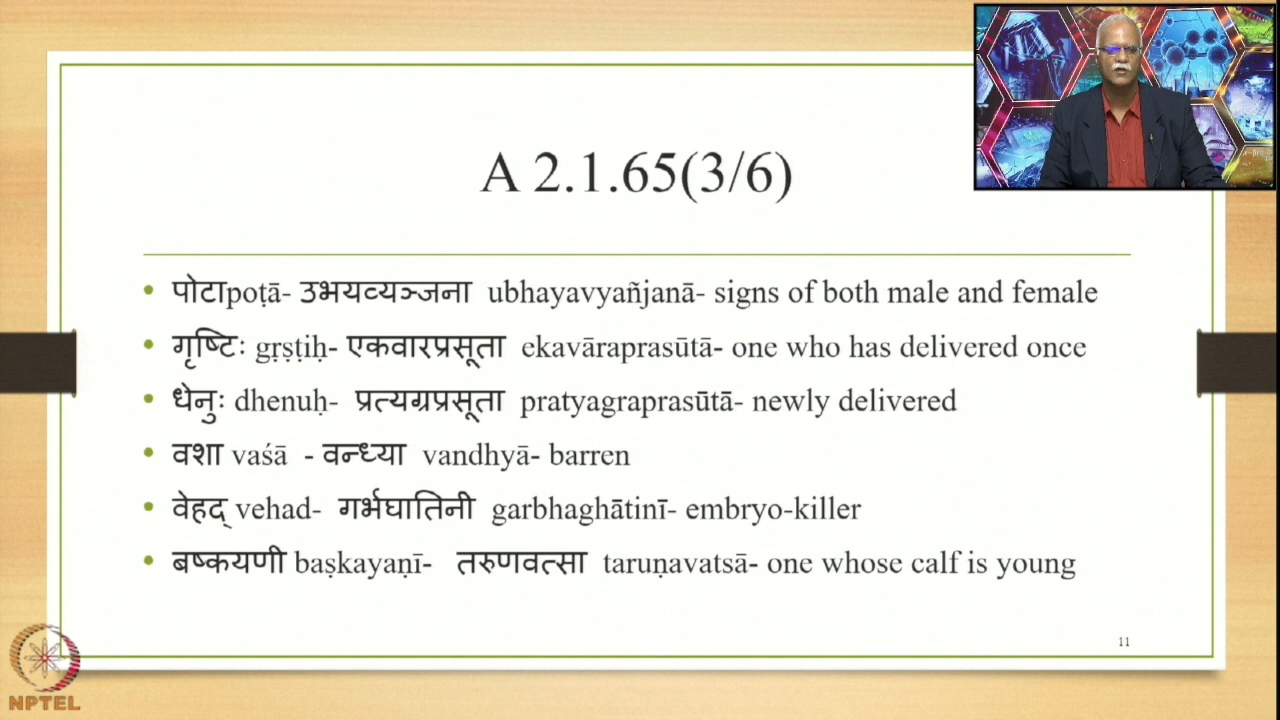 A 2.1.65(3/6)
• पोटाpoṭā- उभयव्यञ्जना ubhayavyañjanā- signs of both male and female
• गृष्टिः gṛṣṭiḥ- एकवारप्रसूता ekavāraprasūtā- one who has delivered once
• धेनुः dhenuḥ- प्रत्यग्रप्रसूता pratyagraprasūtā- newly delivered
• वशा vaśā - वन्ध्या vandhyā- barren
• वेहद् vehad- गर्भघातिनी garbhaghātinī- embryo-killer
• बष्कयणी baṣkayaṇī- तरुणवत्सा taruṇavatsā- one whose calf is young
11
NPTEL